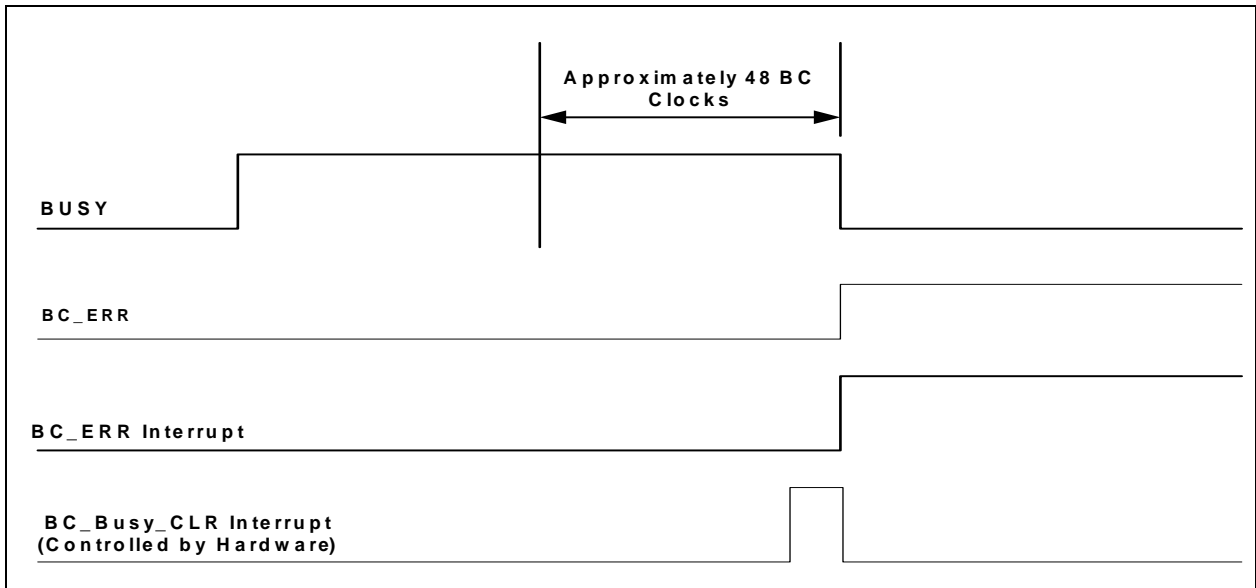 Approximately 48 BC
Clocks
BUSY
BC_ERR
BC_ERR Interrupt
BC_Busy_CLR Interrupt
(Controlled by Hardware)